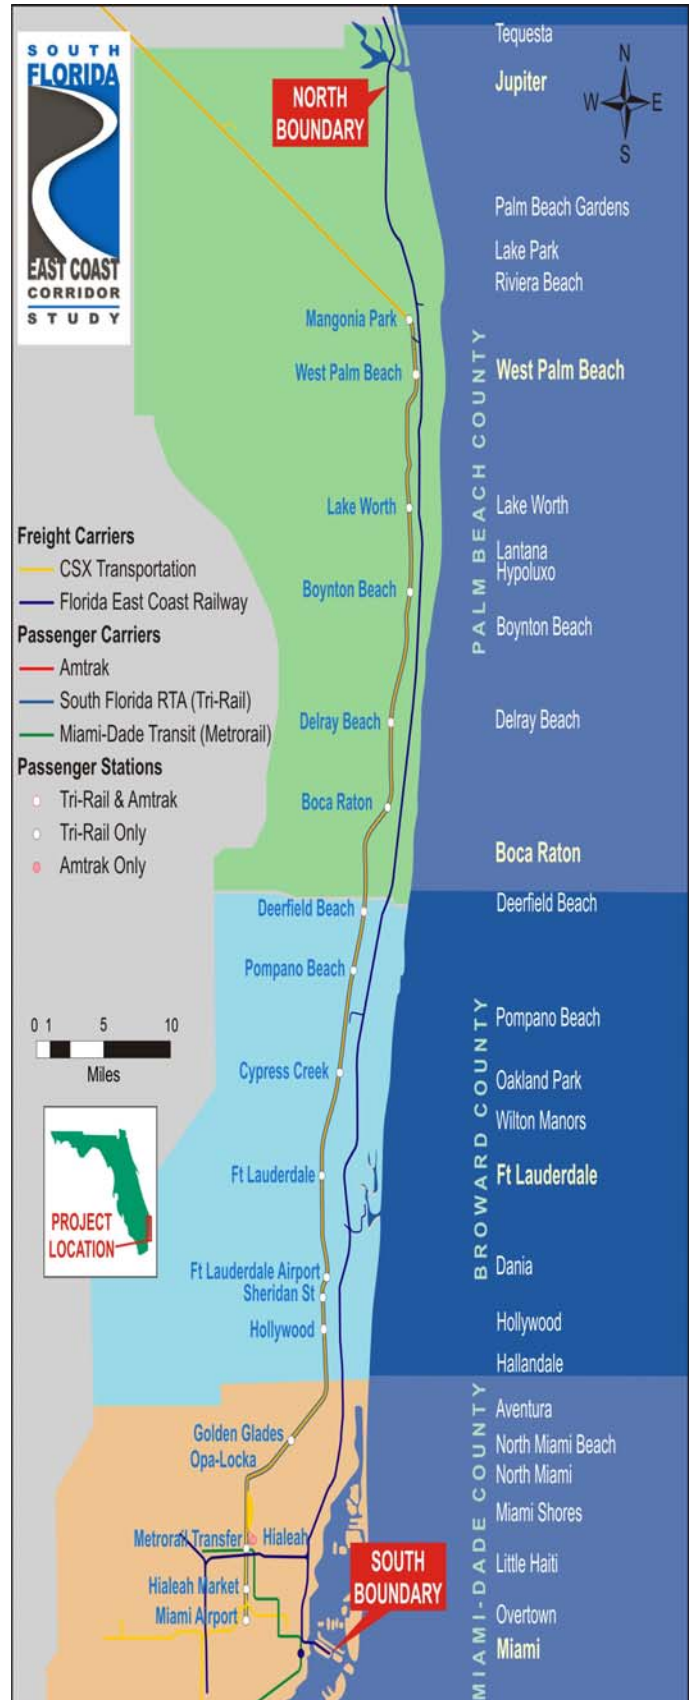 SOUTH
FLORIDA
EAST COAST
CORRIDOR
STUDY
NORTH
BOUNDARY
N
W
E
S
Tequesta
Jupiter
Palm Beach Gardens
Lake Park
Riviera Beach
West Palm Beach
Lake Worth
Lantana
Hypoluxo
Boynton Beach
Delray Beach
Boca Raton
PALM BEACH COUNTY
Mangonia Park
West Palm Beach
Lake Worth
Boynton Beach
Delray Beach
Boca Raton
Freight Carriers
CSX Transportation
Florida East Coast Railway
Passenger Carriers
Amtrak
South Florida RTA (Tri-Rail)
Miami-Dade Transit (Metrorail)
Passenger Stations
Tri-Rail & Amtrak
Tri-Rail Only
Amtrak Only
0 1 5 10
Miles
PROJECT
LOCATION
Deerfield Beach
Pompano Beach
Cypress Creek
Ft Lauderdale
Ft Lauderdale Airport
Sheridan St
Hollywood
BROWARD COUNTY
Deerfield Beach
Pompano Beach
Oakland Park
Wilton Manors
Ft Lauderdale
Dania
Hollywood
Hallandale
Golden Glades
Opa-Locka
Metrorail Transfer
Hialeah
Hialeah Market
Miami Airport
SOUTH
BOUNDARY
MIAMI-DADE COUNTY
Aventura
North Miami Beach
North Miami
Miami Shores
Little Haiti
Overtown
Miami